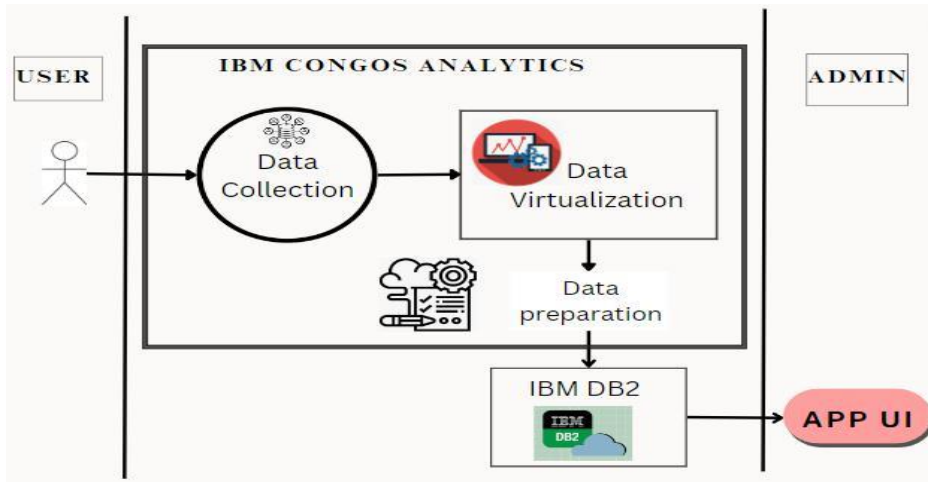 IBM CONGOS ANALYTICS
USER
ADMIN
Data
Collection
Data
Virtualization
Data
preparation
IBM DB2
IBM
DB2
APP UI